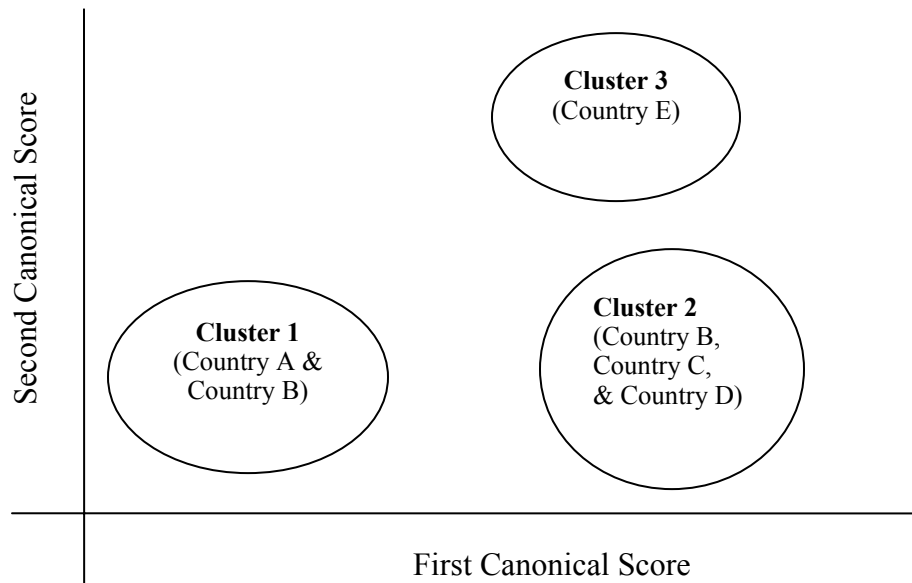 Second Canonical Score
Cluster 3
(Country E)
Cluster 1
(Country A &
Country B)
Cluster 2
(Country B,
Country C,
& Country D)
First Canonical Score